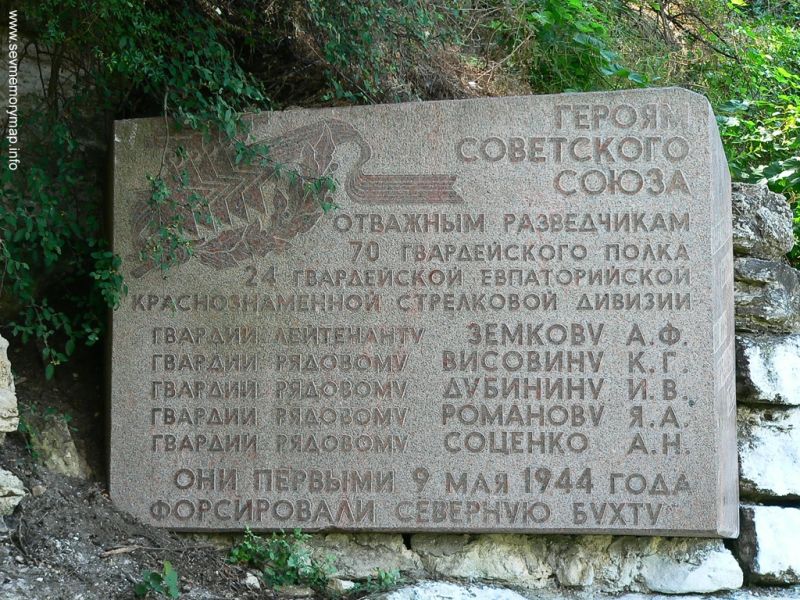 www.sevmemorymap.info
ГЕРОЯМ
СОВЕТСКОГО
СОЮЗА
ОТВАЖНЫМ РАЗВЕДЧИКАМ
70 ГВАРДЕЙСКОГО ПОЛКА
24 ГВАРДЕЙСКОЙ ЕВПАТОРИЙСКОЙ
КРАСНОЗНАМЕННОЙ СТРЕЛКОВОЙ ДИВИЗИИ
ГВАРДИИ ЛЕЙТЕНАНТУ ЗЕМКОВУ А.Ф.
ГВАРДИИ РЯДОВОМУ ВИСОВИНУ К.Г.
ГВАРДИИ РЯДОВОМУ ДУБИНИНУ И.В.
ГВАРДИИ РЯДОВОМУ РОМАНОВУ Я.А.
ГВАРДИИ РЯДОВОМУ СОЦЕНКО А.Н.
ОНИ ПЕРВЫМИ 9 МАЯ 1944 ГОДА
ФОРСИРОВАЛИ СЕВЕРНУЮ БУХТУ